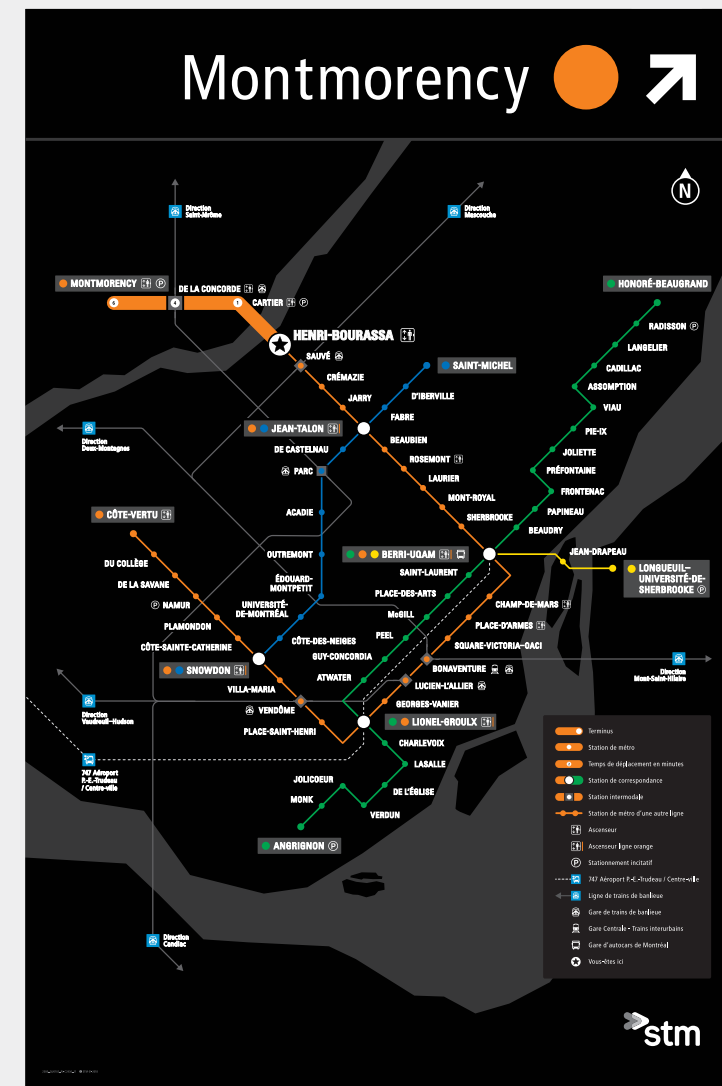 Montmorency
N
Direction
Saint-Jérôme
Direction
Mascouche
MONTMORENCY P
DE LA CONCORDE
6 4 1
CARTIER P
HONORÉ-BEAUGRAND
RADISSON P
HENRI-BOURASSA
LANGELIER
SAUVÉ
CADILLAC
CRÉMAZIE
SAINT-MICHEL
ASSOMPTION
JARRY
D'IBERVILLE
VIAU
FABRE
JEAN-TALON
PIE-IX
Direction
Deux-Montagnes
BEAUBIEN
DE CASTELNAU
JOLIETTE
ROSEMONT
PARC
PRÉFONTAINE
LAURIER
FRONTENAC
MONT-ROYAL
PAPINEAU
ACADIE
CÔTE-VERTU
SHERBROOKE
BEAUDRY
OUTREMONT
BERRI-UQAM
JEAN-DRAPEAU
DU COLLÈGE
SAINT-LAURENT
LONGUEUIL–
UNIVERSITÉ-DE-
SHERBROOKE P
DE LA SAVANE
ÉDOUARD-
MONTPETIT
PLACE-DES-ARTS
P NAMUR
UNIVERSITÉ-
DE-MONTRÉAL
CHAMP-DE-MARS
McGILL
PLAMONDON
PLACE-D'ARMES
PEEL
CÔTE-SAINTE-CATHERINE
CÔTE-DES-NEIGES
SQUARE-VICTORIA–OACI
GUY-CONCORDIA
SNOWDON
BONAVENTURE
Direction
Mont-Saint-Hilaire
ATWATER
LUCIEN-L'ALLIER
VILLA-MARIA
GEORGES-VANIER
VENDÔME
Direction
Vaudreuil–Hudson
LIONEL-GROULX
PLACE-SAINT-HENRI
CHARLEVOIX
747 Aéroport
P.-E.-Trudeau
/ Centre-ville
LASALLE
JOLICOEUR
DE L'ÉGLISE
MONK
VERDUN
ANGRIGNON P
Direction
Candiac
Terminus
Station de métro
Temps de déplacement en minutes
Station de correspondance
Station intermodale
Station de métro d'une autre ligne
Ascenseur
Ascenseur ligne orange
P Stationnement incitatif
747 Aéroport P.-E.-Trudeau / Centre-ville
Ligne de trains de banlieue
Gare de trains de banlieue
Gare Centrale - Trains interurbains
Gare d'autocars de Montréal
Vous-êtes ici
stm